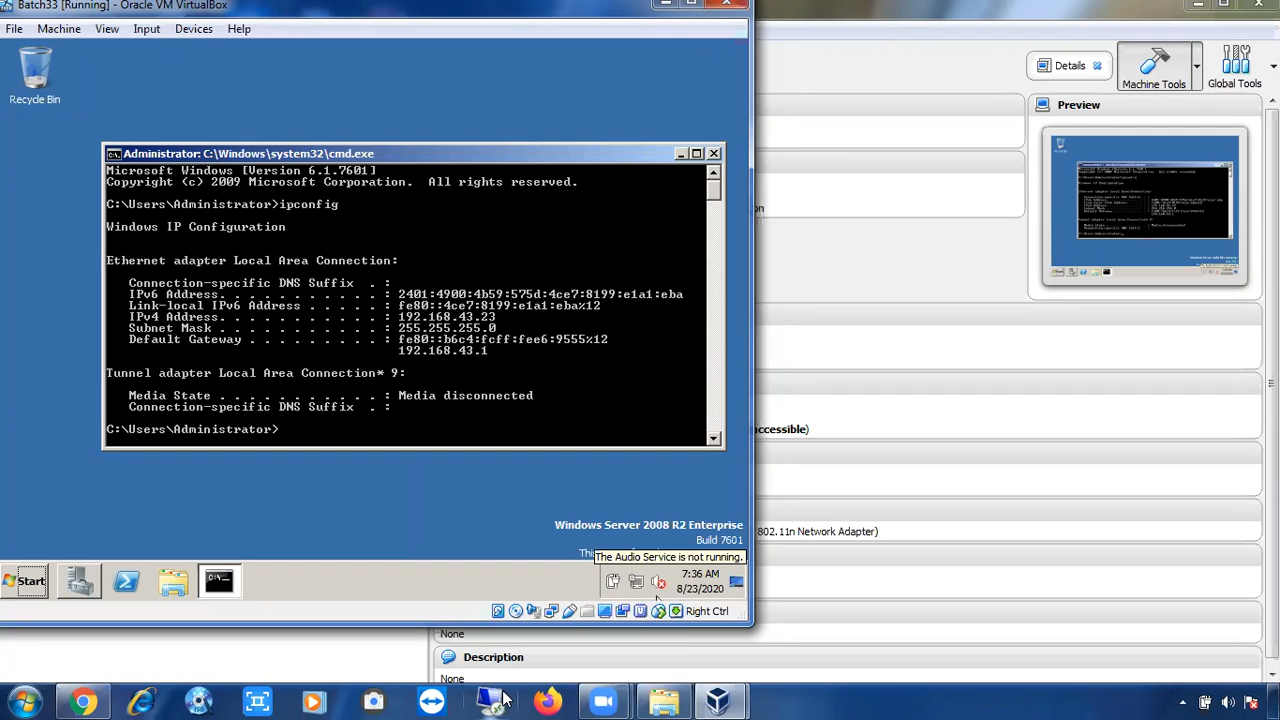 Batch33 [Running] - Oracle VM VirtualBox
File Machine View Input Devices Help
Recycle Bin
Administrator: C:\Windows\system32\cmd.exe
Microsoft Windows [Version 6.1.7601]
Copyright (c) 2009 Microsoft Corporation. All rights reserved.
C:\Users\Administrator>ipconfig
Windows IP Configuration
Ethernet adapter Local Area Connection:
Connection-specific DNS Suffix . :
IPv6 Address. . . . . . . . . . . : 2401:4900:4b59:575d:4ce7:8199:e1a1:eba
Link-local IPv6 Address . . . . . : fe80::4ce7:8199:e1a1:eba%12
IPv4 Address. . . . . . . . . . . : 192.168.43.23
Subnet Mask . . . . . . . . . . . : 255.255.255.0
Default Gateway . . . . . . . . . : fe80::b6c4:fcff:fee6:9555%12
192.168.43.1
Tunnel adapter Local Area Connection* 9:
Media State . . . . . . . . . . . : Media disconnected
Connection-specific DNS Suffix . :
C:\Users\Administrator>
Windows Server 2008 R2 Enterprise
Build 7601
The Audio Service is not running.
Start
7:36 AM
8/23/2020
Right Ctrl
Details
Machine Tools
Global Tools
Preview
ccessible)
802.11n Network Adapter)
None
Description
None